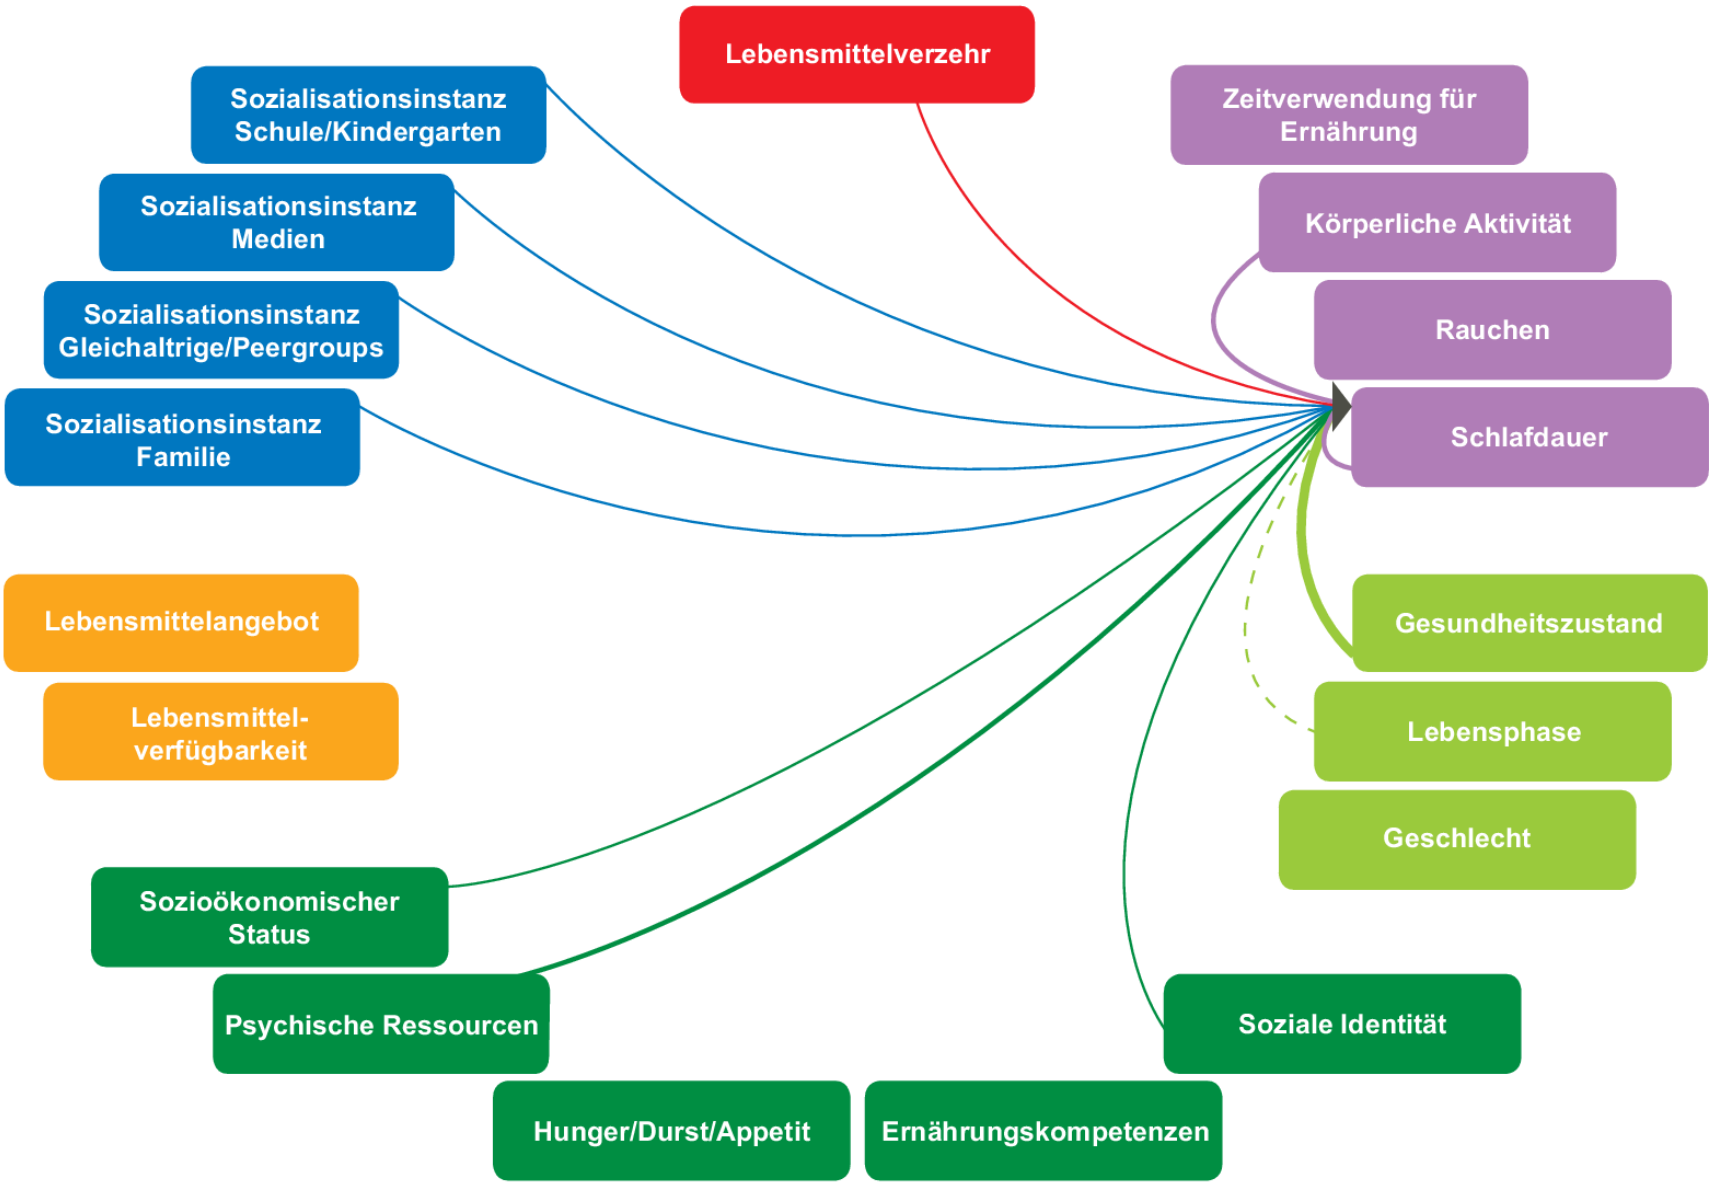 Lebensmittelverzehr
Sozialisationsinstanz
Schule/Kindergarten
Sozialisationsinstanz
Medien
Sozialisationsinstanz
Gleichaltrige/Peergroups
Sozialisationsinstanz
Familie
Zeitverwendung für
Ernährung
Körperliche Aktivität
Rauchen
Schlafdauer
Lebensmittelangebot
Lebensmittel-
verfügbarkeit
Gesundheitszustand
Lebensphase
Geschlecht
Sozioökonomischer
Status
Psychische Ressourcen
Hunger/Durst/Appetit
Ernährungskompetenzen
Soziale Identität